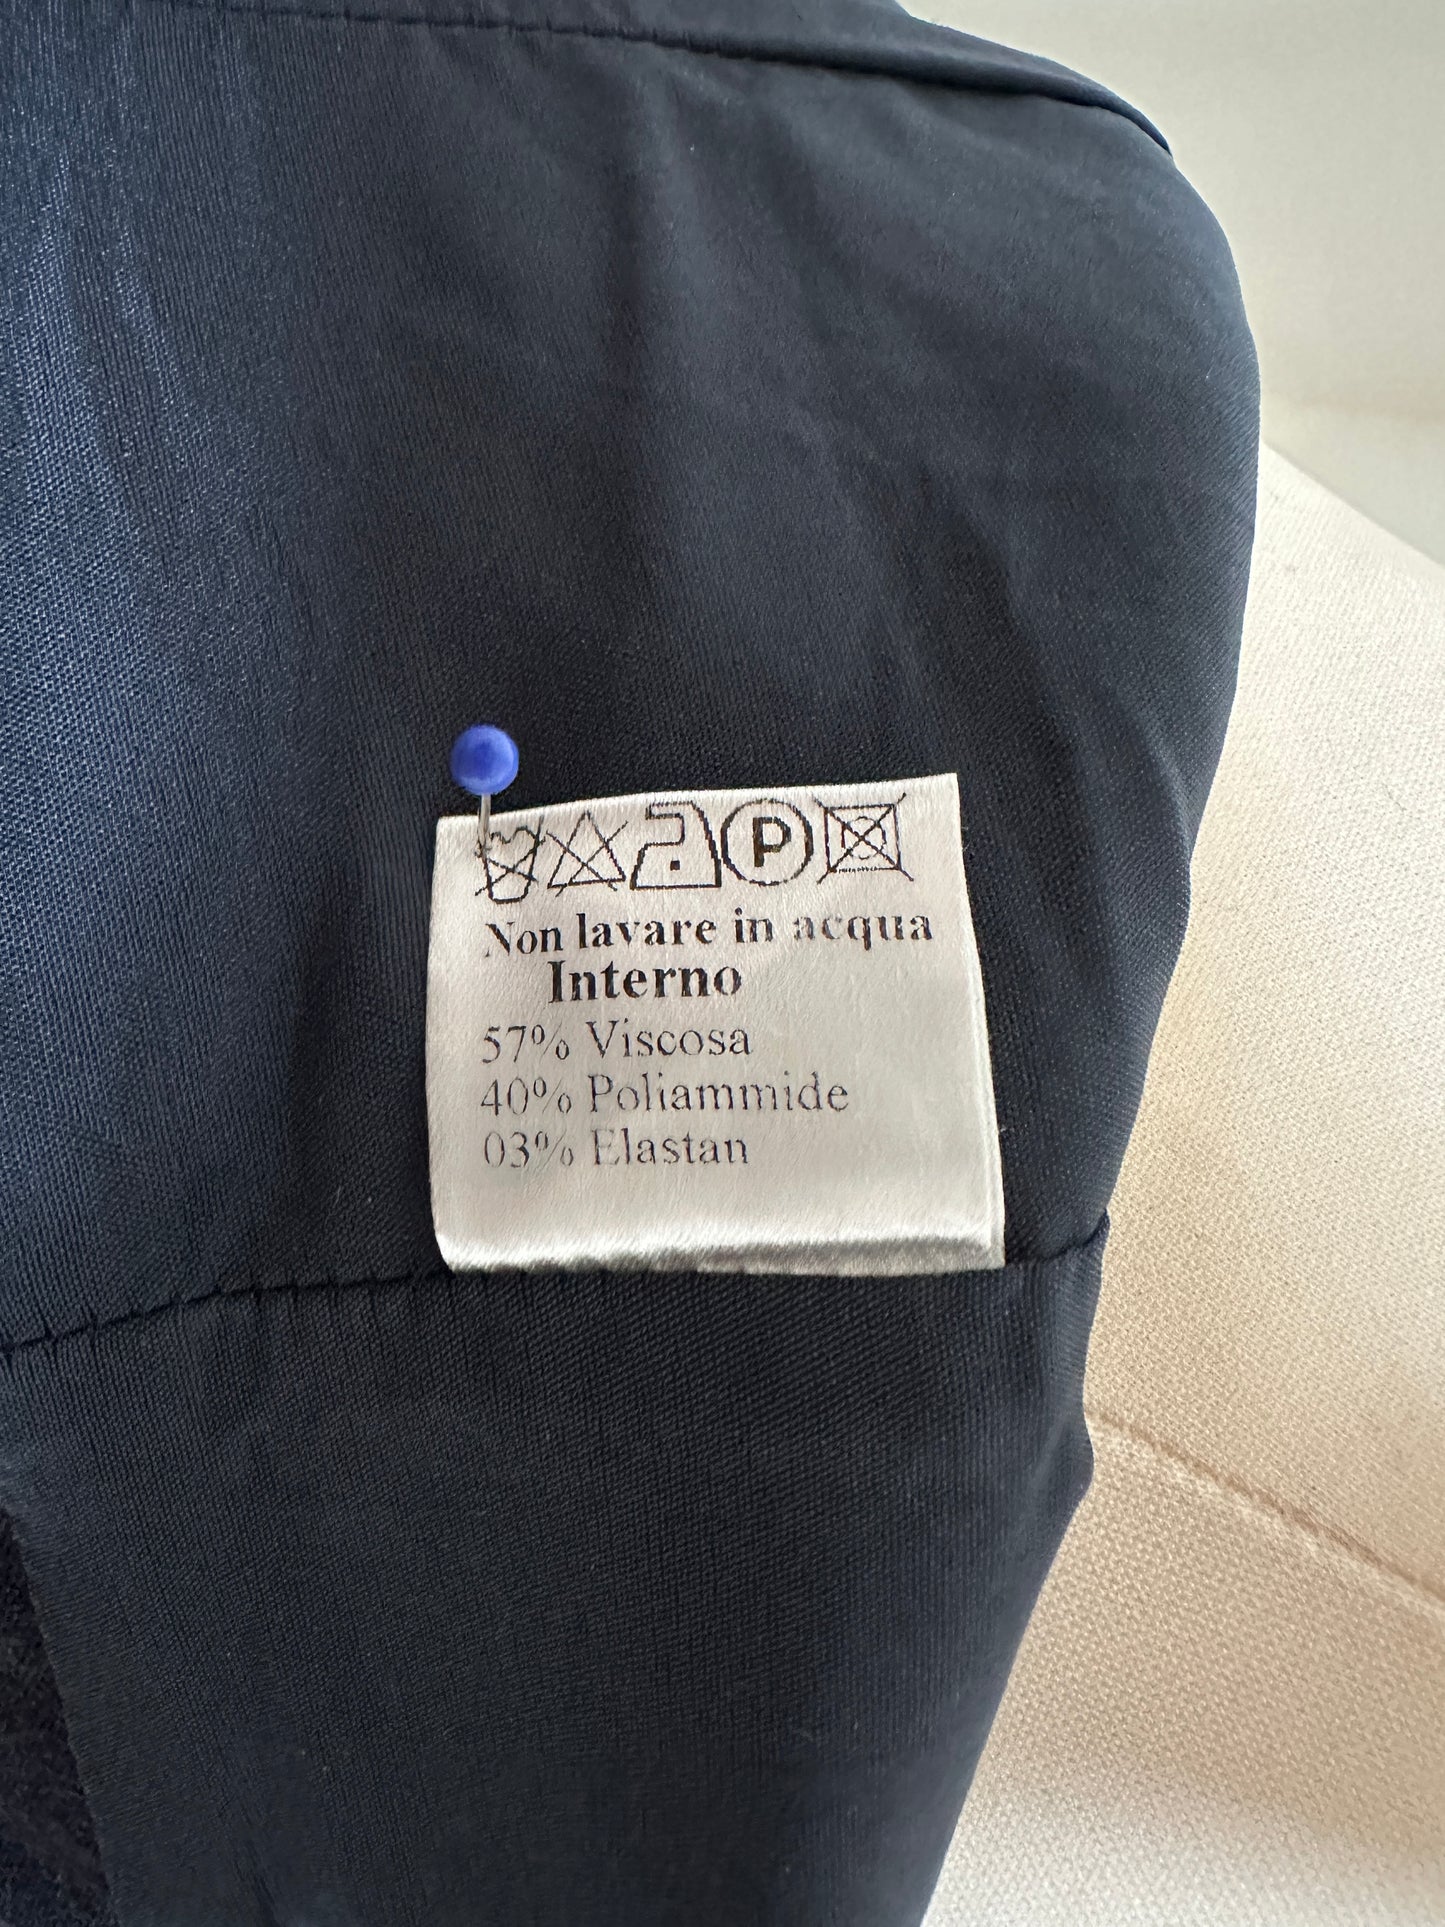 P
Non lavare in acqua
Interno
57% Viscosa
40% Poliammide
03% Elastan